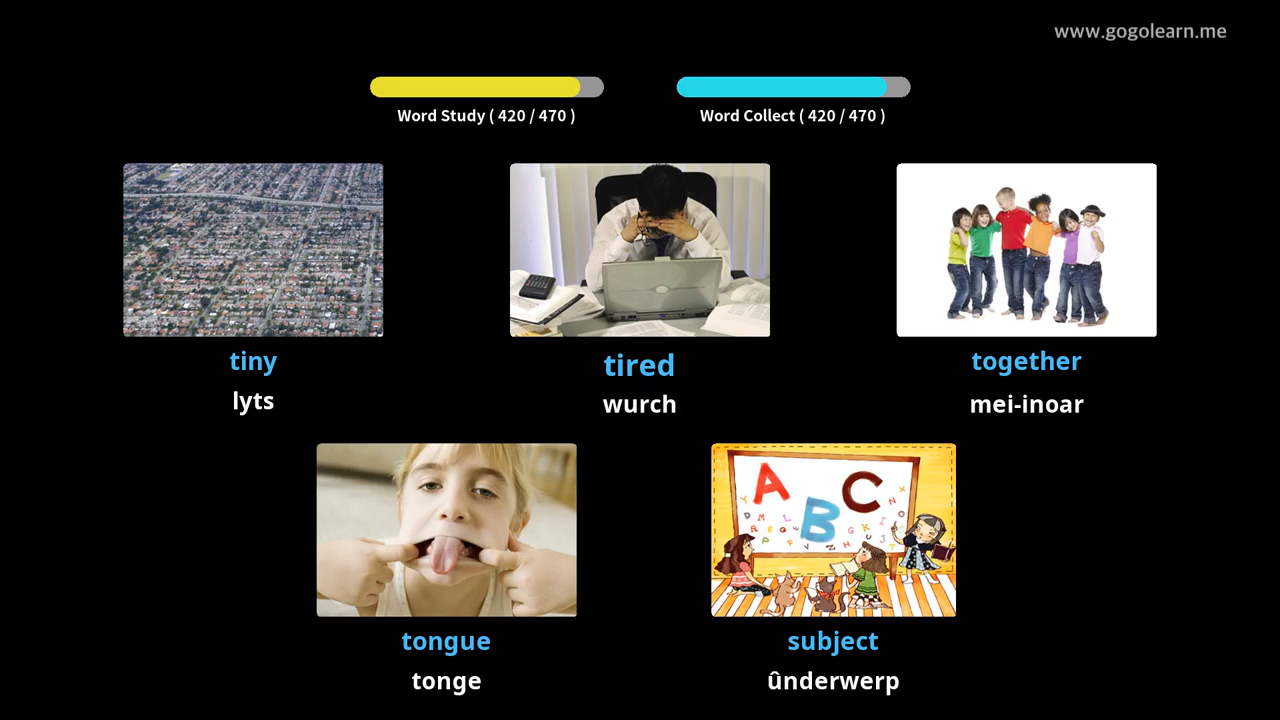 www.gogolearn.me
Word Study ( 420 / 470 )
Word Collect ( 420 / 470 )
tiny
lyts
tired
wurch
together
mei-inoar
A B C
tongue
tonge
subject
ûnderwerp